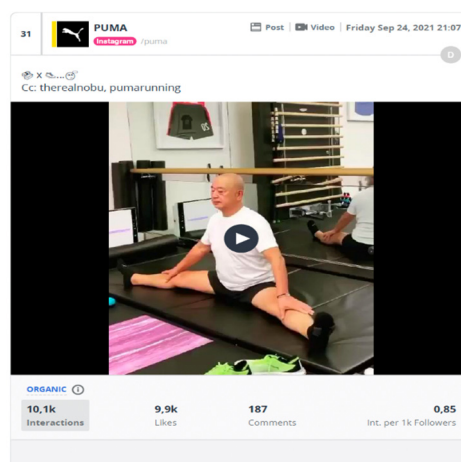 31
PUMA
Instagram /puma
Post Video Friday Sep 24, 2021 21:07
D
x ....
Cc: therealnobu, pumarunning
05
ORGANIC
10,1k 9,9k 187 0,85
Interactions Likes Comments Int. per 1k Followers